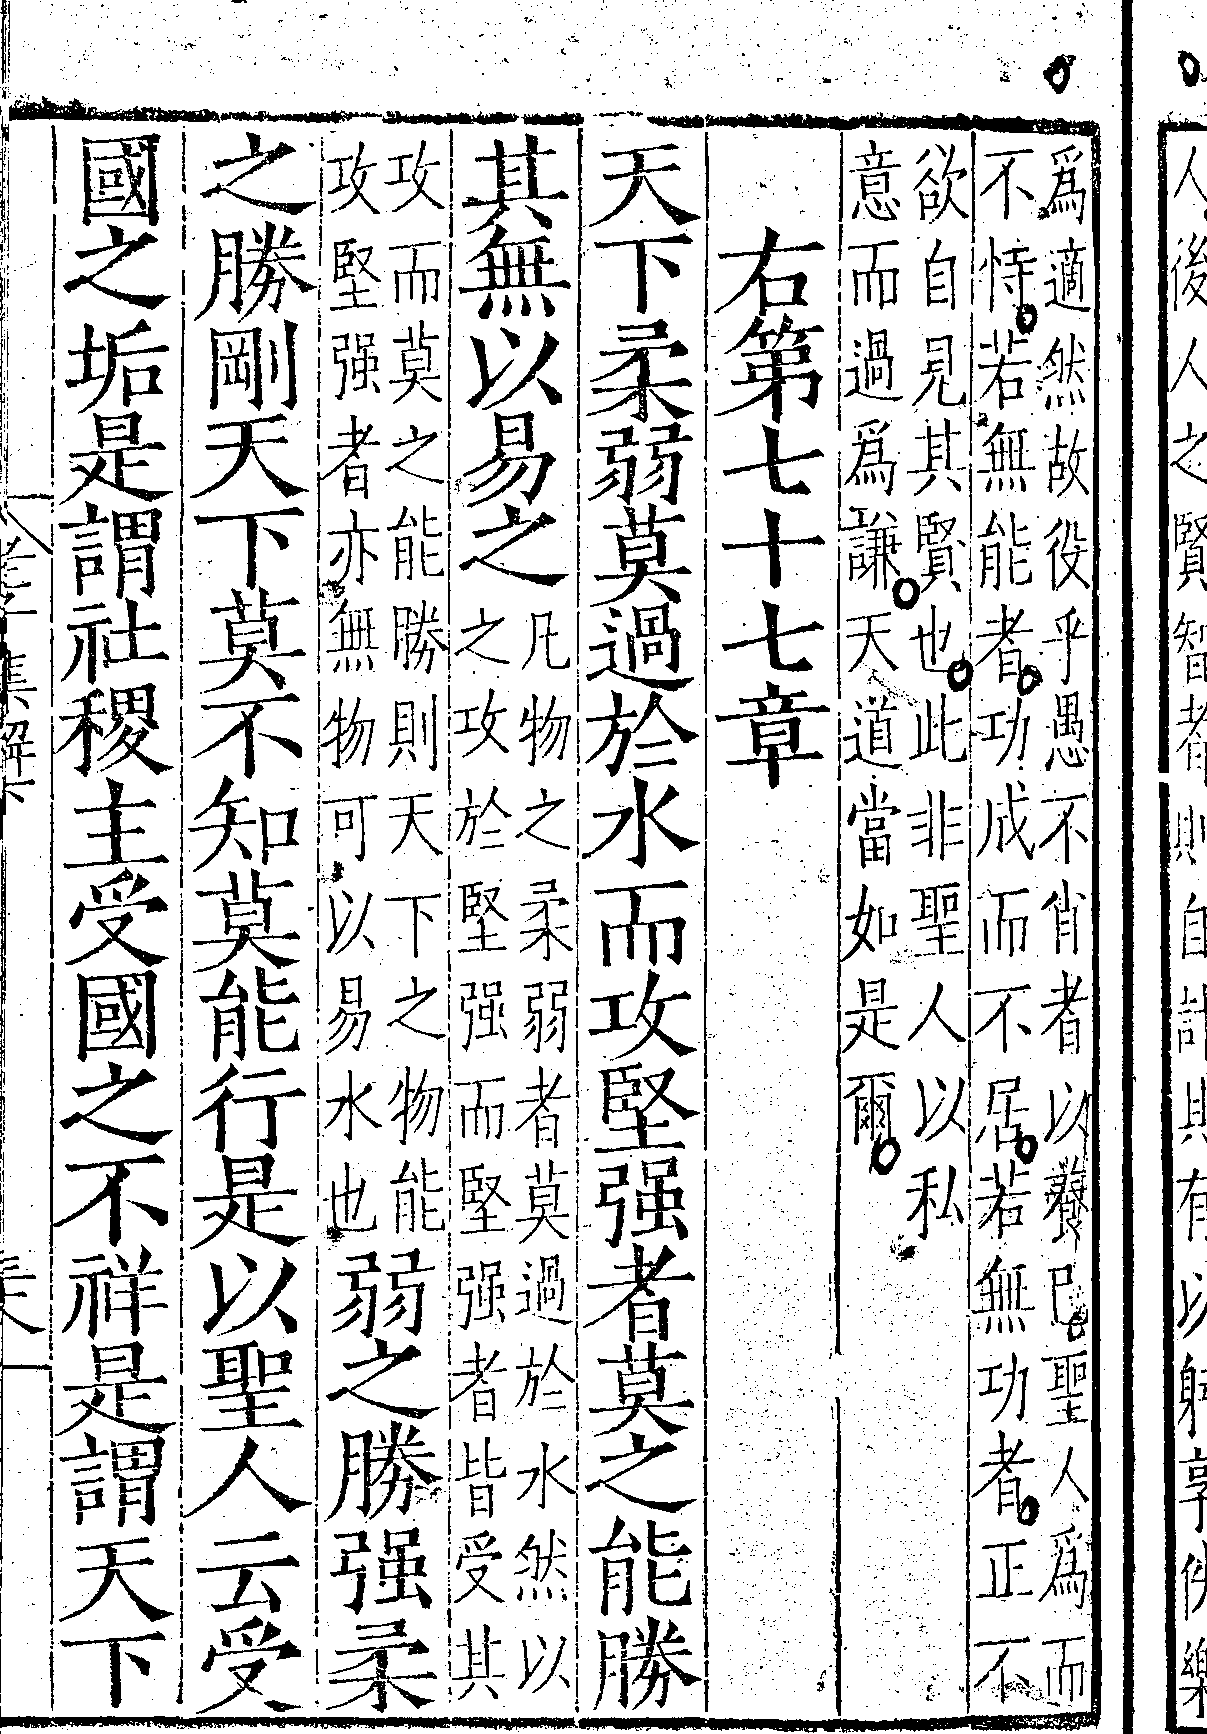 人後人之賢智者則自計其有以躬享佚樂
爲適然故役乎愚不肖者以養已聖人爲而
不恃若無能者功成而不居若無功者正不
欲自見其賢也此非聖人以私
意而過爲謙天道當如是爾
右第七十七章
天下柔弱莫過於水而攻堅强者莫之能勝
其無以易之凡物之柔弱者莫過於水然以
之攻於堅强而堅强者皆受其
攻而莫之能勝則天下之物能
攻堅强者亦無物可以易水也弱之勝强柔
之勝剛天下莫不知莫能行是以聖人云受
國之垢是謂社稷主受國之不祥是謂天下
老子集解下